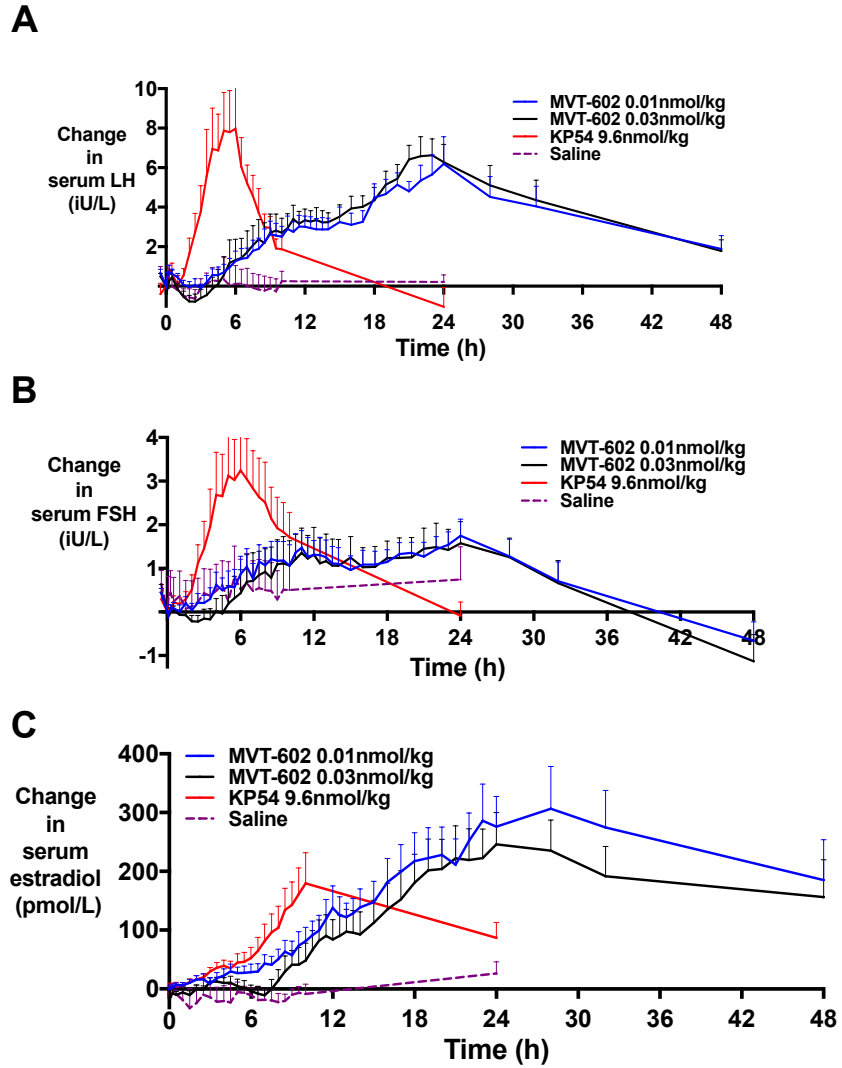 A
Change
in
serum LH
(iU/L)
10
8
6
4
2
MVT-602 0.01nmol/kg
MVT-602 0.03nmol/kg
KP54 9.6nmol/kg
Saline
0 6 12 18 24 30 36 42 48
Time (h)
B
Change
in
serum FSH
(iU/L)
4
3
2
1
-1
MVT-602 0.01nmol/kg
MVT-602 0.03nmol/kg
KP54 9.6nmol/kg
Saline
6 12 18 24 30 36 42 48
Time (h)
C
Change
in
serum
estradiol
(pmol/L)
400
300
200
100
0
MVT-602 0.01nmol/kg
MVT-602 0.03nmol/kg
KP54 9.6nmol/kg
Saline
0 6 12 18 24 30 36 42 48
Time (h)